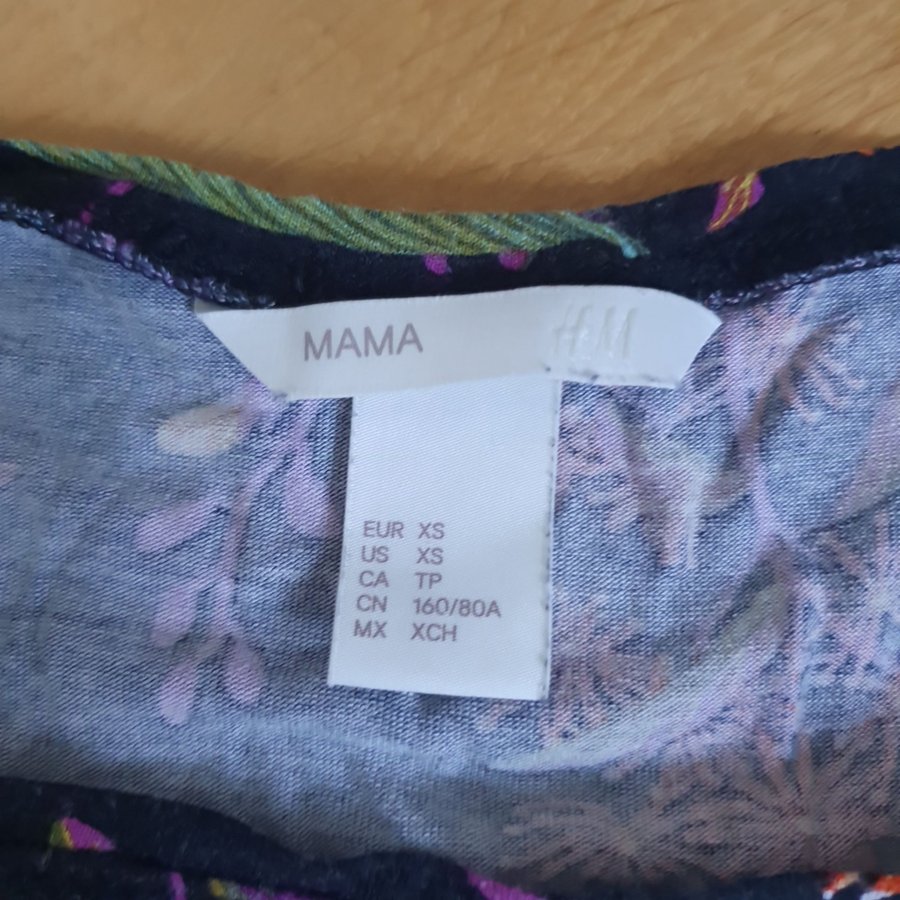 MAMA H&M
EUR XS
US XS
CA TP
CN 160/80A
MX XCH